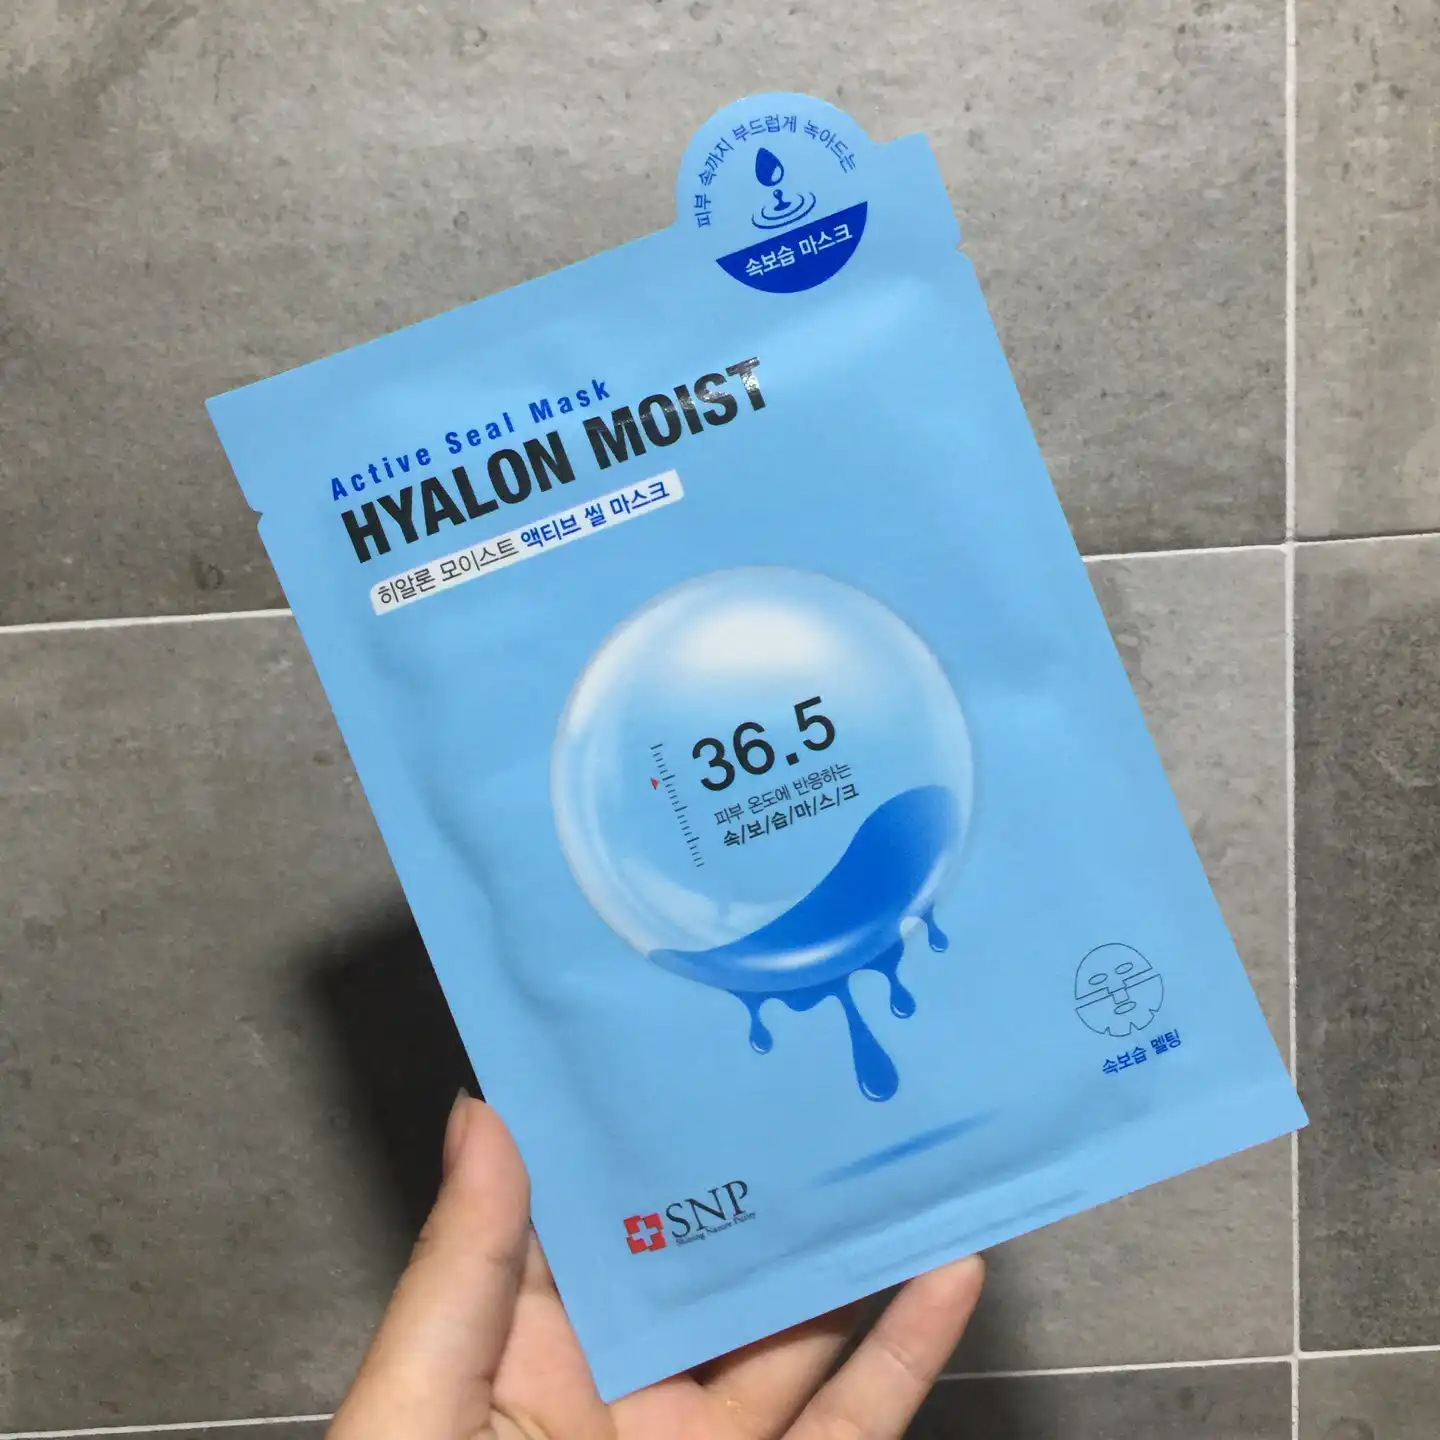 피부 속까지 부드럽게 녹아드는
속보습 마스크
Active Seal Mask
HYALON MOIST
히알론 모이스트 액티브 씰 마스크
36.5
피부 온도에 반응하는
속/보/습/마/스/크
속보습 멜팅
SNP
Shining Nature Purity